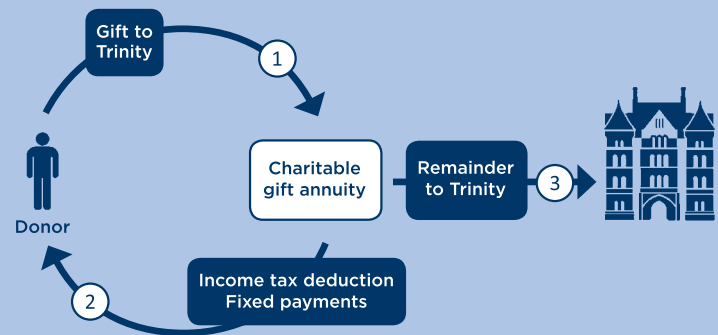 Gift to
Trinity
1
Charitable
gift annuity
Remainder
to Trinity
3
Donor
Income tax deduction
Fixed payments
2